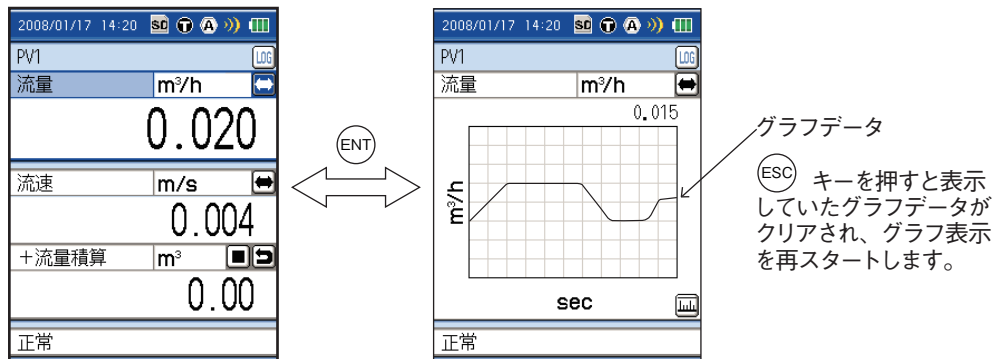 2008/01/17 14:20 SD T A
PV1 LOG
流量 m³/h
0.020
流速 m/s
0.004
+流量積算 m³
0.00
正常
ENT
2008/01/17 14:20 SD T A
PV1 LOG
流量 m³/h
0.015
m³/h
sec
正常
グラフデータ
ESC キーを押すと表示
していたグラフデータが
クリアされ、グラフ表示
を再スタートします。